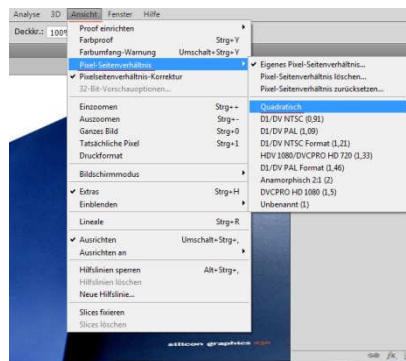 Analyse 3D Ansicht Fenster Hilfe
Deckkr.: 100%
Proof einrichten
Farbproof Strg+Y
Farbumfang-Warnung Umschalt+Strg+Y
Pixel-Seitenverhältnis
✔ Pixelseitenverhältnis-Korrektur
32-Bit-Vorschauoptionen...
Einzoomen Strg++
Auszoomen Strg+-
Ganzes Bild Strg+0
Tatsächliche Pixel Strg+1
Druckformat
Bildschirmmodus
✔ Extras Strg+H
Einblenden
Lineale Strg+R
✔ Ausrichten Umschalt+Strg+,
Ausrichten an
Hilfslinien sperren Alt+Strg+,
Hilfslinien löschen
Neue Hilfslinie...
Slices fixieren
Slices löschen
✔ Eigenes Pixel-Seitenverhältnis...
Pixel-Seitenverhältnis löschen...
Pixel-Seitenverhältnis zurücksetzen...
Quadratisch
D1/DV NTSC (0,91)
D1/DV PAL (1,09)
D1/DV NTSC Format (1,21)
HDV 1080/DVCPRO HD 720 (1,33)
D1/DV PAL Format (1,46)
Anamorphisch 2:1 (2)
DVCPRO HD 1080 (1,5)
Unbenannt (1)
silicon graphics
fx.